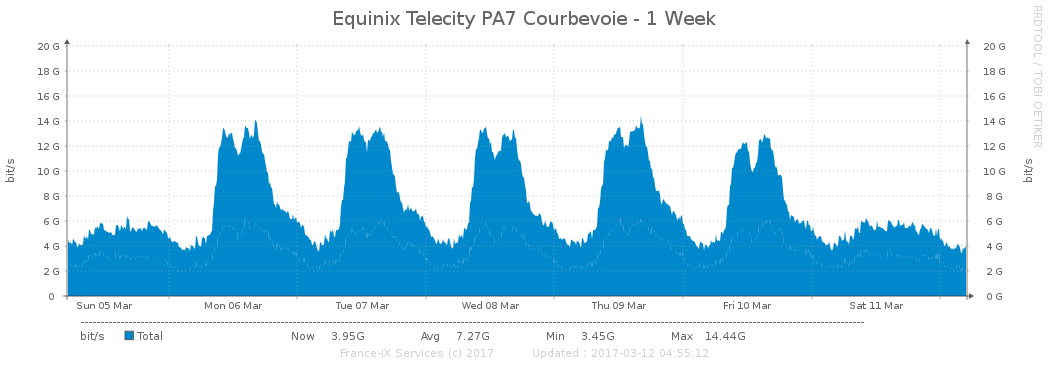 Equinix Telecity PA7 Courbevoie - 1 Week
RRDTOOL / TOBI OETIKER
20 G 20 G
18 G 18 G
16 G 16 G
14 G 14 G
12 G 12 G
10 G 10 G
8 G 8 G
6 G 6 G
4 G 4 G
2 G 2 G
0 0 G
bit/s bit/s
Sun 05 Mar Mon 06 Mar Tue 07 Mar Wed 08 Mar Thu 09 Mar Fri 10 Mar Sat 11 Mar
bit/s Total Now 3.95G Avg 7.27G Min 3.45G Max 14.44G
France-IX Services (c) 2017 Updated : 2017-03-12 04:55:12